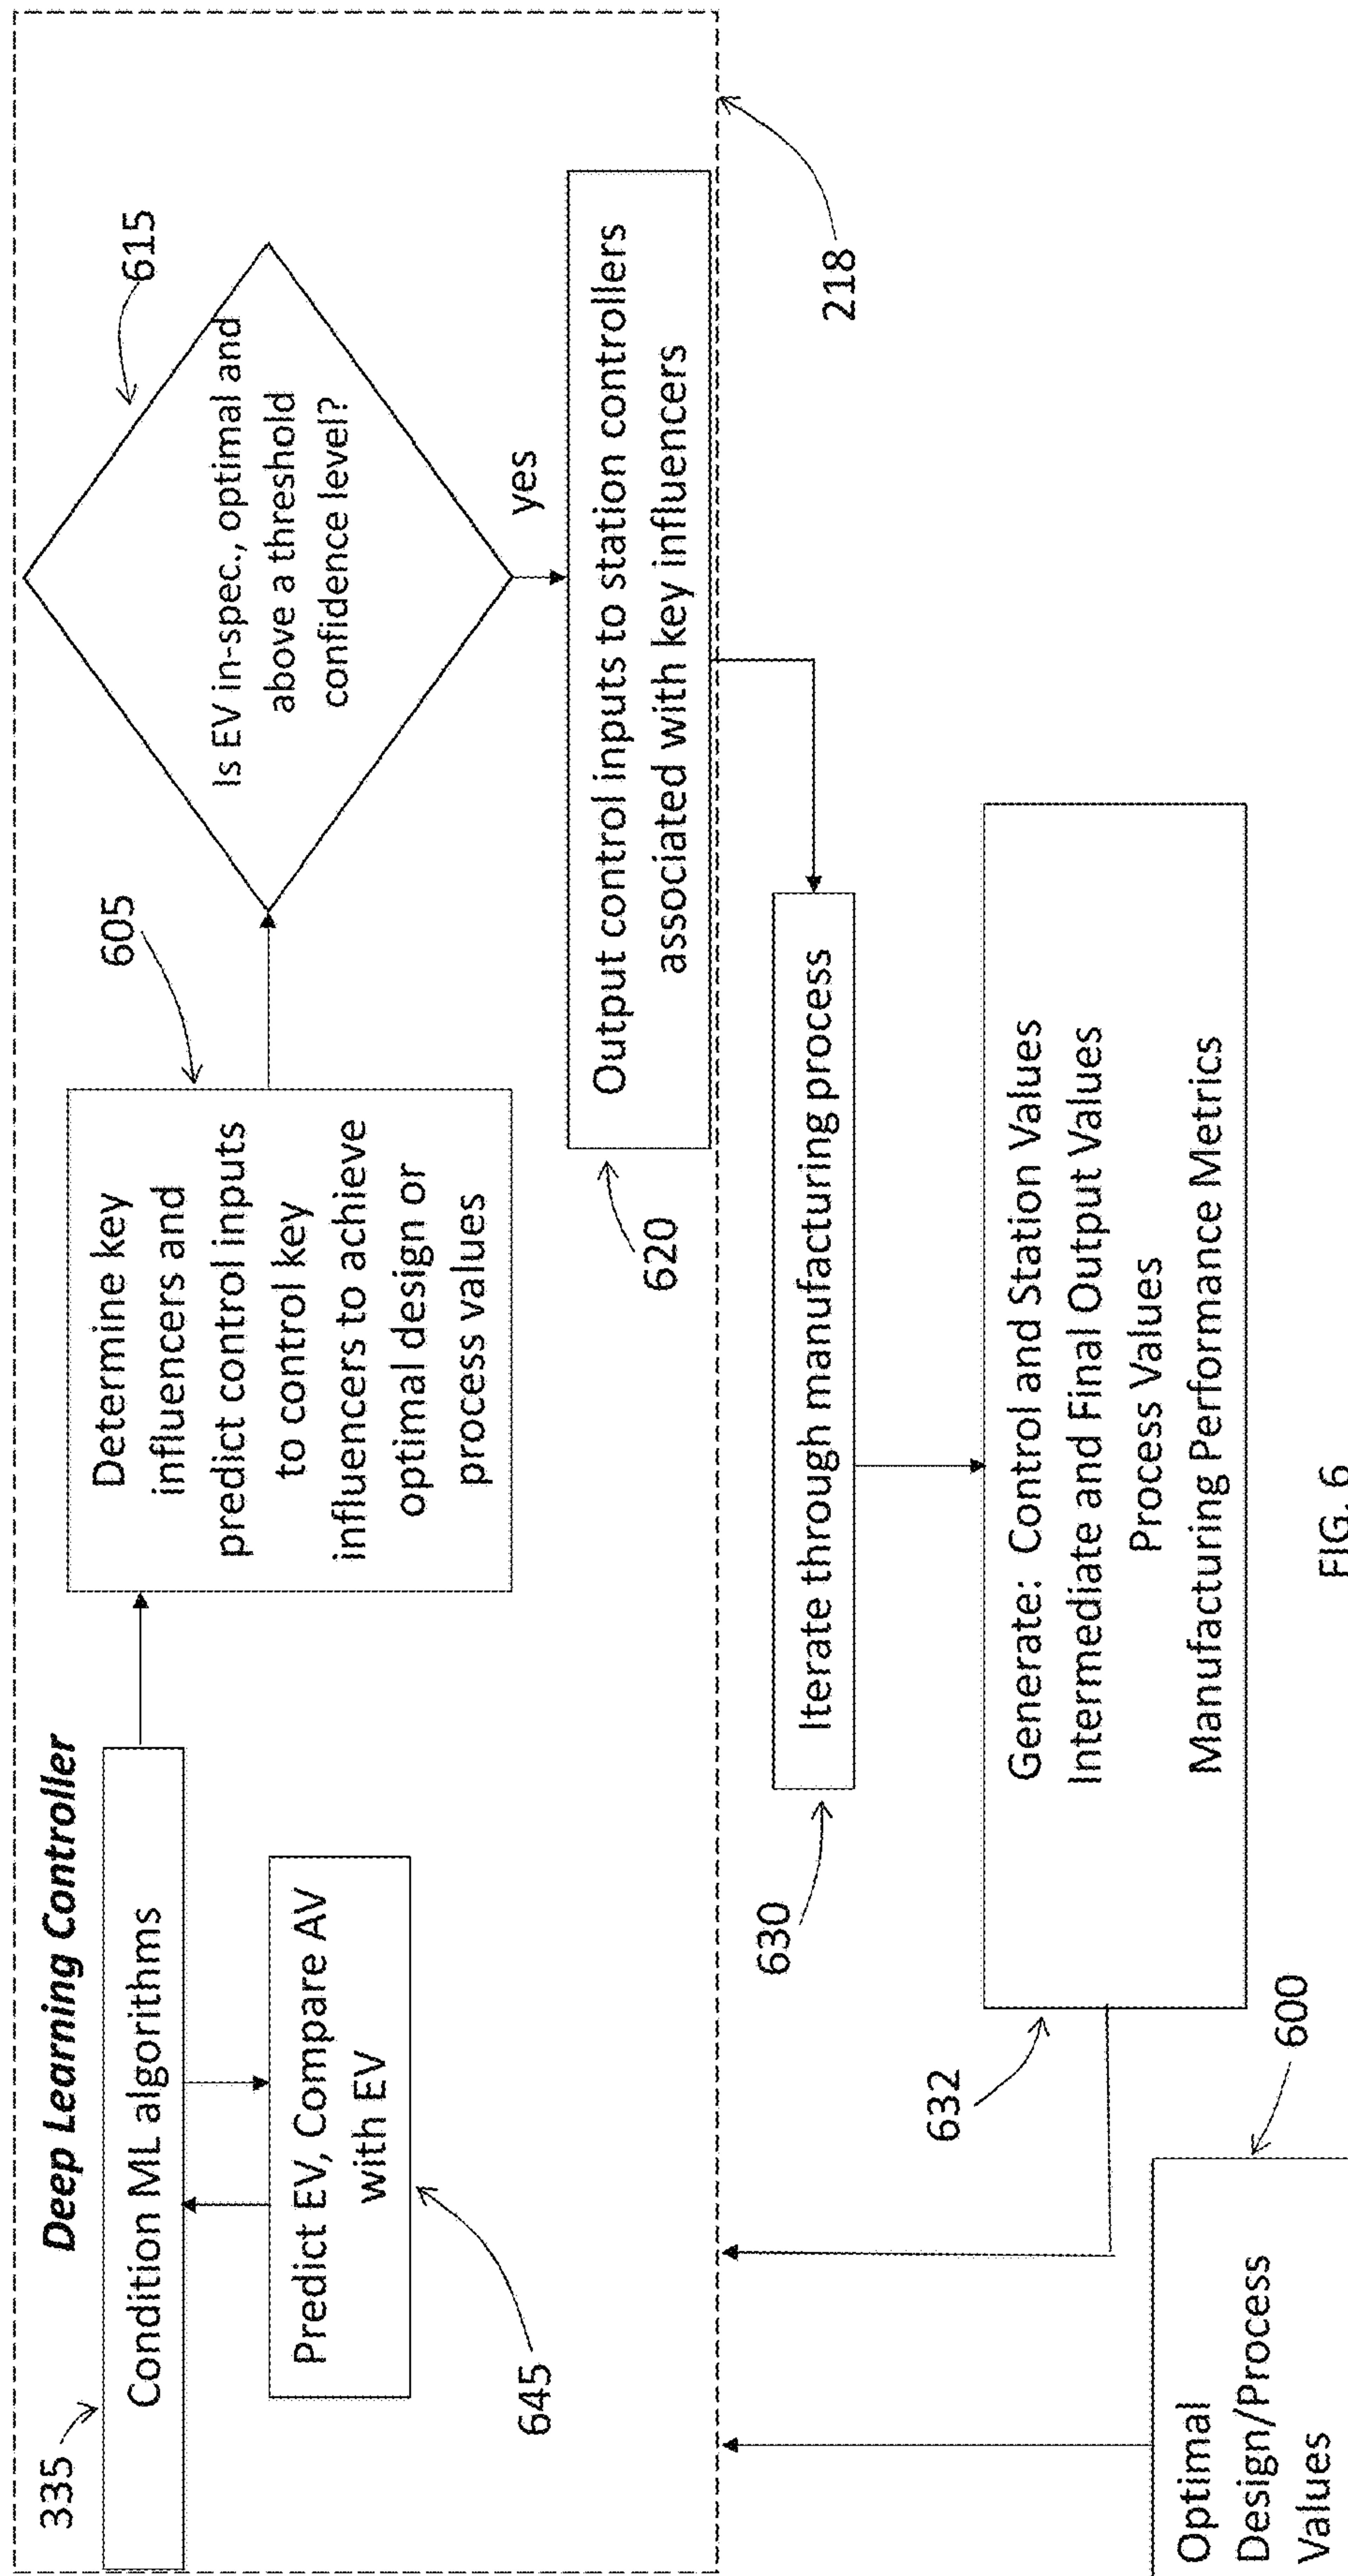 Deep Learning Controller
335
Condition ML algorithms
Predict EV, Compare AV
with EV
645
605
Determine key
influencers and
predict control inputs
to control key
influencers to achieve
optimal design or
process values
615
Is EV in-spec., optimal and
above a threshold
confidence level?
yes
Output control inputs to station controllers
associated with key influencers
620
218
Iterate through manufacturing process
630
Generate: Control and Station Values
Intermediate and Final Output Values
Process Values
Manufacturing Performance Metrics
632
600
Optimal
Design/Process
Values
FIG. 6